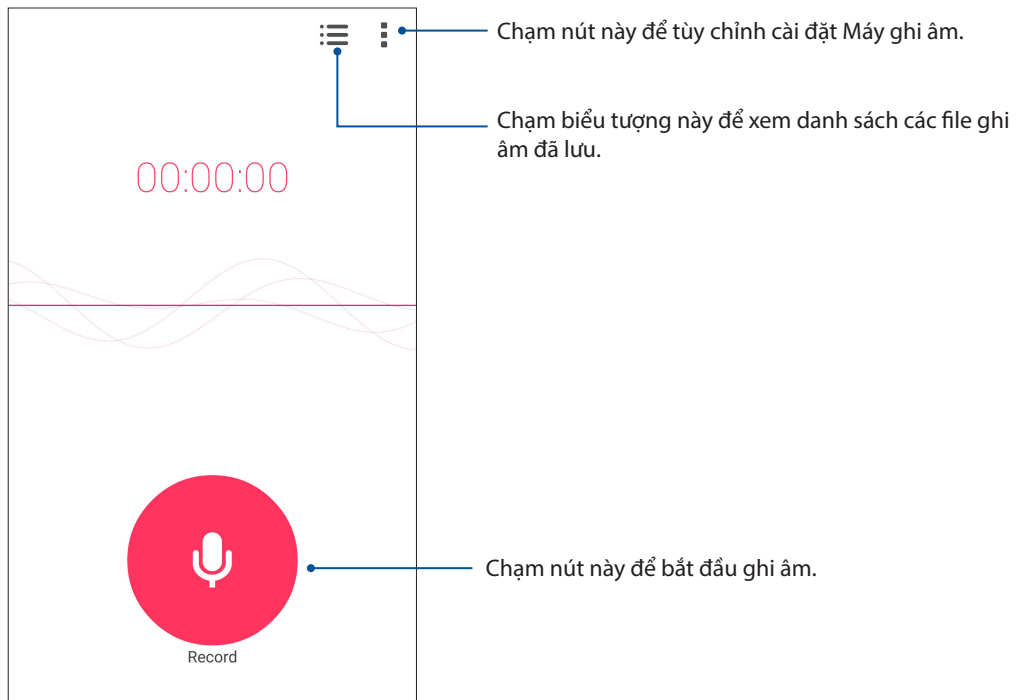 Chạm nút này để tùy chỉnh cài đặt Máy ghi âm.
Chạm biểu tượng này để xem danh sách các file ghi
âm đã lưu.
00:00:00
Chạm nút này để bắt đầu ghi âm.
Record